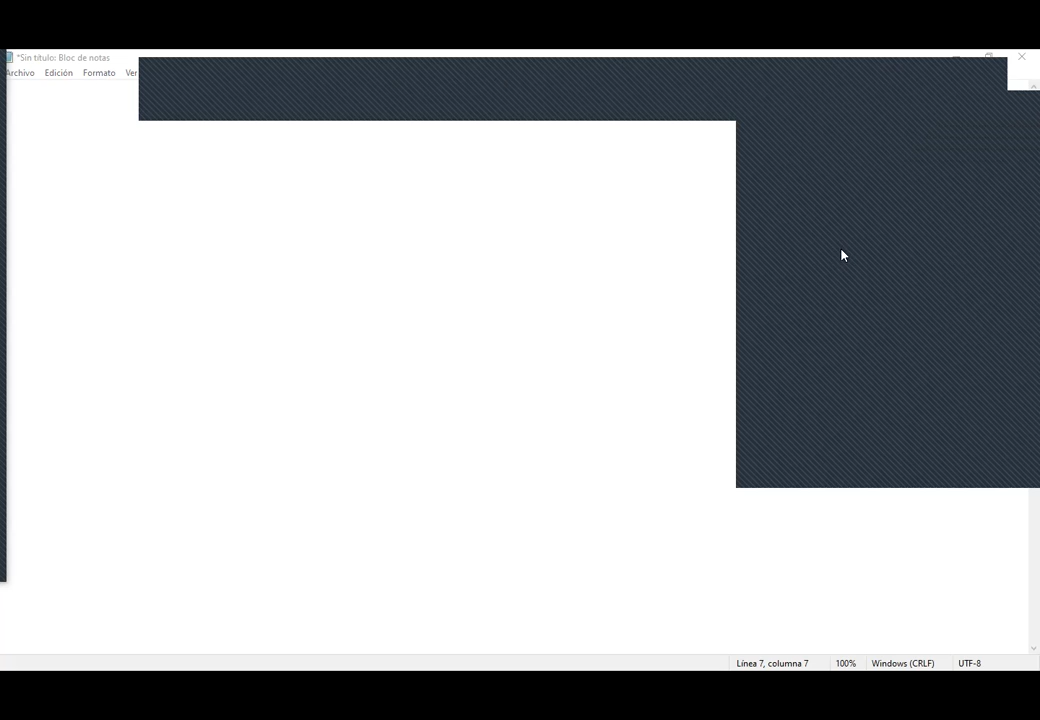 *Sin título: Bloc de notas
Archivo Edición Formato Ver
Línea 7, columna 7 100% Windows (CRLF) UTF-8